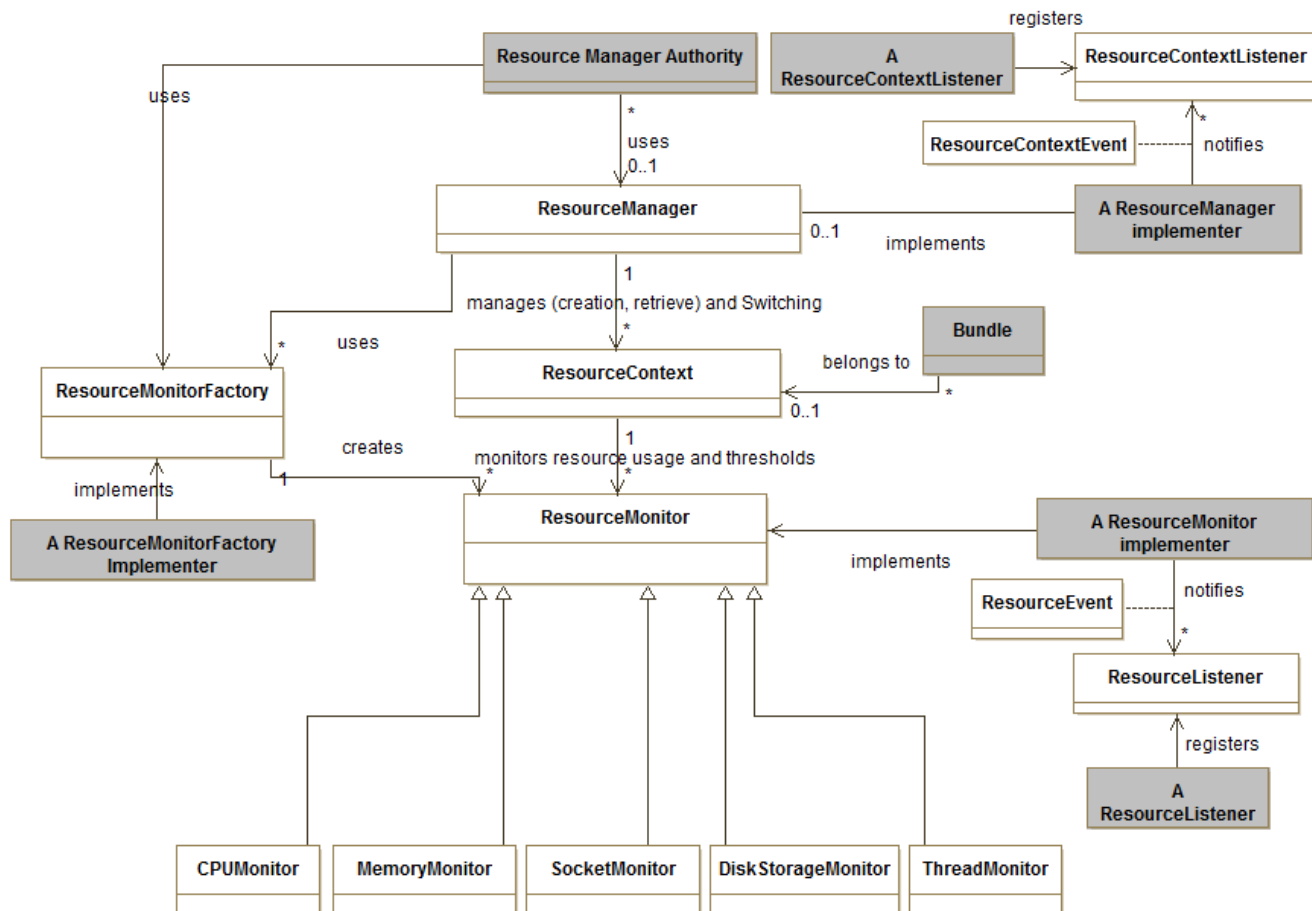 registers
Resource Manager Authority
A
ResourceContextListener
ResourceContextListener
uses
*
uses
0..1
*
ResourceContextEvent
notifies
ResourceManager
0..1
implements
A ResourceManager
implementer
1
manages (creation, retrieve) and Switching
*
*
uses
Bundle
belongs to
*
0..1
ResourceMonitorFactory
ResourceContext
creates
1
monitors resource usage and thresholds
*
*
1
implements
A ResourceMonitorFactory
Implementer
ResourceMonitor
A ResourceMonitor
implementer
implements
ResourceEvent
notifies
*
ResourceListener
registers
A
ResourceListener
CPUMonitor
MemoryMonitor
SocketMonitor
DiskStorageMonitor
ThreadMonitor